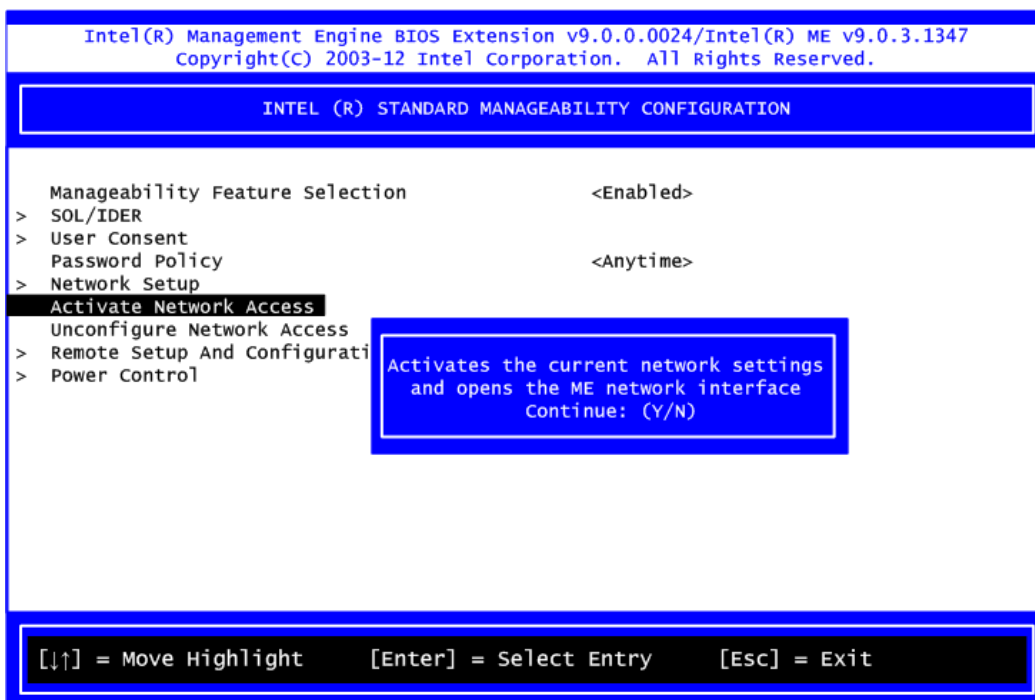 Intel(R) Management Engine BIOS Extension v9.0.0.0024/Intel(R) ME v9.0.3.1347
Copyright(C) 2003-12 Intel Corporation. All Rights Reserved.
INTEL (R) STANDARD MANAGEABILITY CONFIGURATION
Manageability Feature Selection <Enabled>
> SOL/IDER
> User Consent
Password Policy <Anytime>
> Network Setup
Activate Network Access
Unconfigure Network Access
> Remote Setup And Configurati
> Power Control
Activates the current network settings
and opens the ME network interface
Continue: (Y/N)
[↓↑] = Move Highlight [Enter] = Select Entry [Esc] = Exit